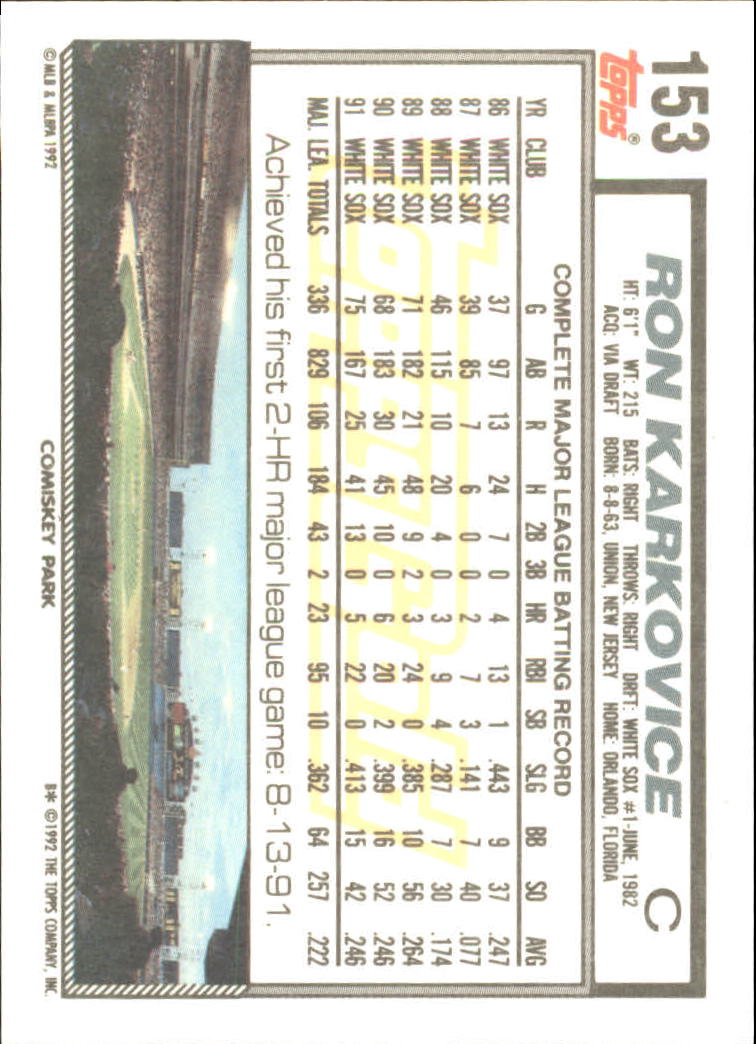 153
topps®
RON KARKOVICE C
HT: 6'1" WT: 215 BATS: RIGHT THROWS: RIGHT DRFT: WHITE SOX #1-JUNE, 1982
ACQ: VIA DRAFT BORN: 8-8-63, UNION, NEW JERSEY HOME: ORLANDO, FLORIDA
COMPLETE MAJOR LEAGUE BATTING RECORD
YR CLUB G AB R H 2B 3B HR RBI SB SLG BB SO AVG
86 WHITE SOX 37 97 13 24 7 0 4 13 1 .443 9 37 .247
87 WHITE SOX 39 85 7 6 0 0 2 7 3 .141 7 40 .077
88 WHITE SOX 46 115 10 20 4 0 3 9 4 .287 7 30 .174
89 WHITE SOX 71 182 21 48 9 2 3 24 0 .385 10 56 .264
90 WHITE SOX 68 183 30 45 10 0 6 20 2 .399 16 52 .246
91 WHITE SOX 75 167 25 41 13 0 5 22 0 .413 15 42 .246
MAJ. LEA. TOTALS 336 829 106 184 43 2 23 95 10 .362 64 257 .222
ToppsGold
Achieved his first 2-HR major league game: 8-13-91.
© MLB & MLBPA 1992
COMISKEY PARK
B* © 1992 THE TOPPS COMPANY, INC.